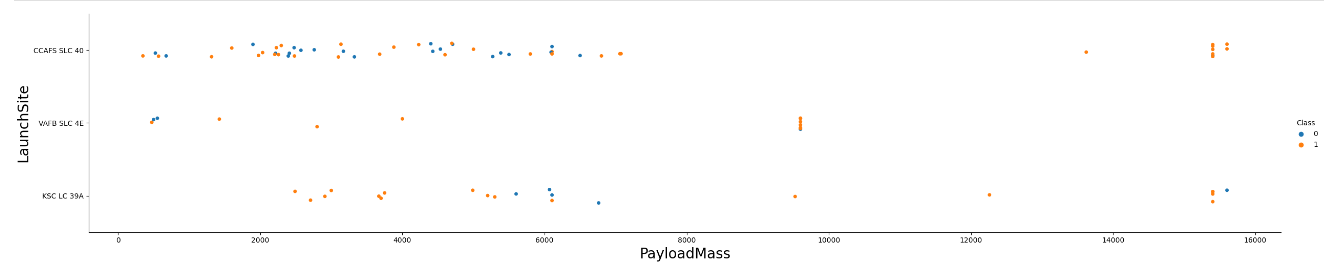 CCAFS SLC 40
VAFB SLC 4E
KSC LC 39A
LaunchSite
0 2000 4000 6000 8000 10000 12000 14000 16000
PayloadMass
Class
0
1